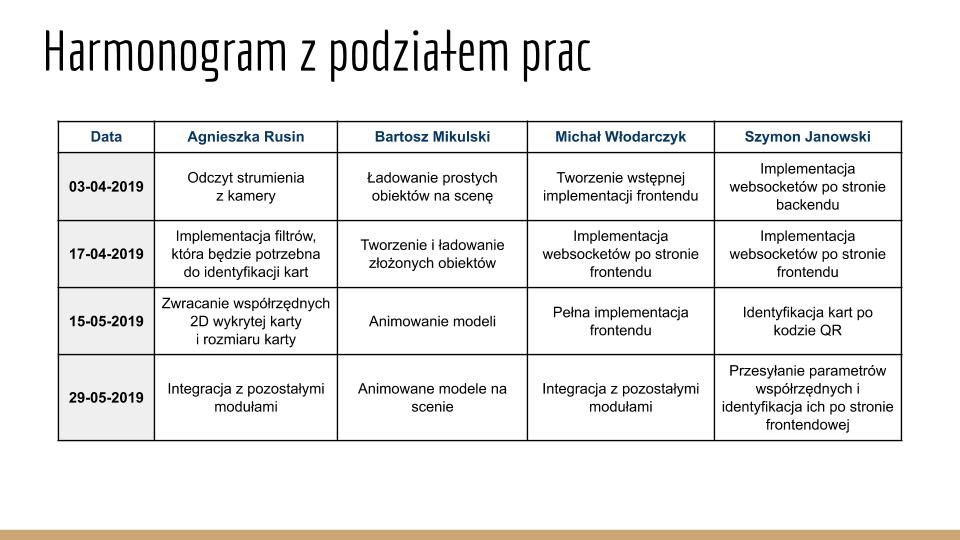 Harmonogram z podziałem prac
Data
Agnieszka Rusin
Bartosz Mikulski
Michał Włodarczyk
Szymon Janowski
03-04-2019
Odczyt strumienia
z kamery
Ładowanie prostych
obiektów na scenę
Tworzenie wstępnej
implementacji frontendu
Implementacja
websocketów po stronie
backendu
17-04-2019
Implementacja filtrów,
która będzie potrzebna
do identyfikacji kart
Tworzenie i ładowanie
złożonych obiektów
Implementacja
websocketów po stronie
frontendu
Implementacja
websocketów po stronie
frontendu
15-05-2019
Zwracanie współrzędnych
2D wykrytej karty
i rozmiaru karty
Animowanie modeli
Pełna implementacja
frontendu
Identyfikacja kart po
kodzie QR
29-05-2019
Integracja z pozostałymi
modułami
Animowane modele na
scenie
Integracja z pozostałymi
modułami
Przesyłanie parametrów
współrzędnych i
identyfikacja ich po stronie
frontendowej